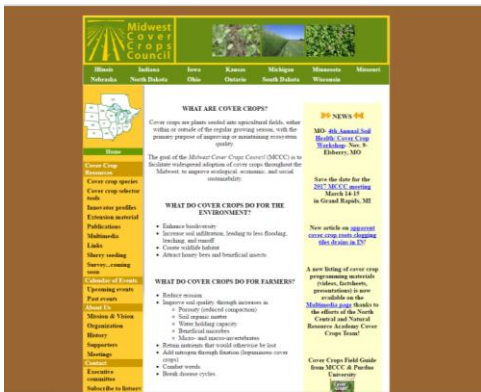 Midwest
Cover
Crops
Council
Illinois Indiana Iowa Kansas Michigan Minnesota Missouri
Nebraska North Dakota Ohio Ontario South Dakota Wisconsin
Home
Cover Crop
Resources
Cover crop species
Cover crop selector
tools
Innovator profiles
Extension material
Publications
Multimedia
Links
Slurry seeding
Survey...coming
soon
Calendar of Events
Upcoming events
Past events
About Us
Mission & Vision
Organization
History
Supporters
Meetings
Contact
Executive
committee
Subscribe to listserv
WHAT ARE COVER CROPS?
Cover crops are plants seeded into agricultural fields, either
within or outside of the regular growing season, with the
primary purpose of improving or maintaining ecosystem
quality.
The goal of the Midwest Cover Crops Council (MCCC) is to
facilitate widespread adoption of cover crops throughout the
Midwest, to improve ecological, economic, and social
sustainability.
WHAT DO COVER CROPS DO FOR THE
ENVIRONMENT?
• Enhance biodiversity
• Increase soil infiltration, leading to less flooding,
leaching, and runoff
• Create wildlife habitat
• Attract honey bees and beneficial insects
WHAT DO COVER CROPS DO FOR FARMERS?
• Reduce erosion
• Improve soil quality through increases in
◦ Porosity (reduced compaction)
◦ Soil organic matter
◦ Water holding capacity
◦ Beneficial microbes
◦ Micro- and macro-invertebrates
• Retain nutrients that would otherwise be lost
• Add nitrogen through fixation (leguminous cover
crops)
• Combat weeds
• Break disease cycles
NEWS
MO- 4th Annual Soil
Health/ Cover Crop
Workshop- Nov. 9-
Elsberry, MO
Save the date for the
2017 MCCC meeting
March 14-15
in Grand Rapids, MI
New article on apparent
cover crop roots clogging
tiles drains in IN!
A new listing of cover crop
programming materials
(videos, factsheets,
presentations) is now
available on the
Multimedia page thanks to
the efforts of the North
Central and Natural
Resource Academy Cover
Crops Team!
Cover Crops Field Guide
from MCCC & Purdue
University